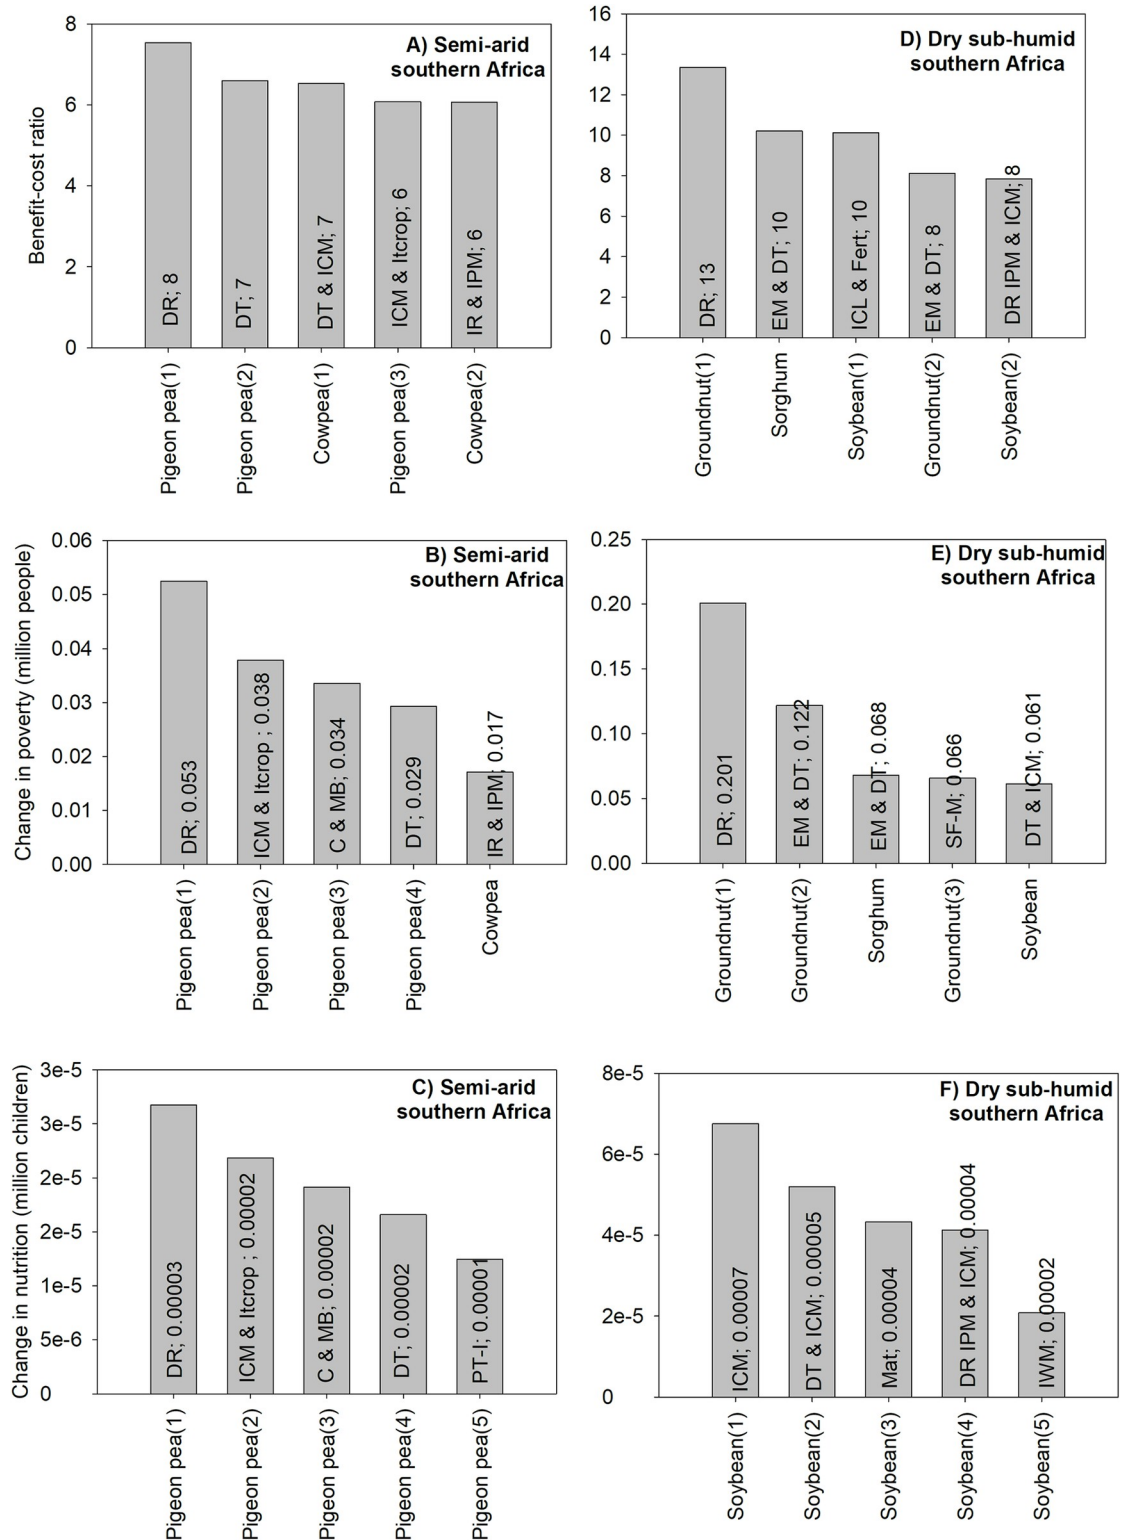 A) Semi-arid
southern Africa
Benefit-cost ratio
8
6
4
2
0
DR; 8
DT; 7
DT & ICM; 7
ICM & Itcrop; 6
IR & IPM; 6
Pigeon pea(1)
Pigeon pea(2)
Cowpea(1)
Pigeon pea(3)
Cowpea(2)
D) Dry sub-humid
southern Africa
16
14
12
10
8
6
4
2
0
DR; 13
EM & DT; 10
ICL & Fert; 10
EM & DT; 8
DR IPM & ICM; 8
Groundnut(1)
Sorghum
Soybean(1)
Groundnut(2)
Soybean(2)
B) Semi-arid
southern Africa
Change in poverty (million people)
0.06
0.05
0.04
0.03
0.02
0.01
0.00
DR; 0.053
ICM & Itcrop ; 0.038
C & MB; 0.034
DT; 0.029
IR & IPM; 0.017
Pigeon pea(1)
Pigeon pea(2)
Pigeon pea(3)
Pigeon pea(4)
Cowpea
E) Dry sub-humid
southern Africa
0.25
0.20
0.15
0.10
0.05
0.00
DR; 0.201
EM & DT; 0.122
EM & DT; 0.068
SF-M; 0.066
DT & ICM; 0.061
Groundnut(1)
Groundnut(2)
Sorghum
Groundnut(3)
Soybean
C) Semi-arid
southern Africa
Change in nutrition (million children)
3e-5
3e-5
2e-5
2e-5
1e-5
5e-6
0
DR; 0.00003
ICM & Itcrop ; 0.00002
C & MB; 0.00002
DT; 0.00002
PT-I; 0.00001
Pigeon pea(1)
Pigeon pea(2)
Pigeon pea(3)
Pigeon pea(4)
Pigeon pea(5)
F) Dry sub-humid
southern Africa
8e-5
6e-5
4e-5
2e-5
0
ICM; 0.00007
DT & ICM; 0.00005
Mat; 0.00004
DR IPM & ICM; 0.00004
IWM; 0.00002
Soybean(1)
Soybean(2)
Soybean(3)
Soybean(4)
Soybean(5)